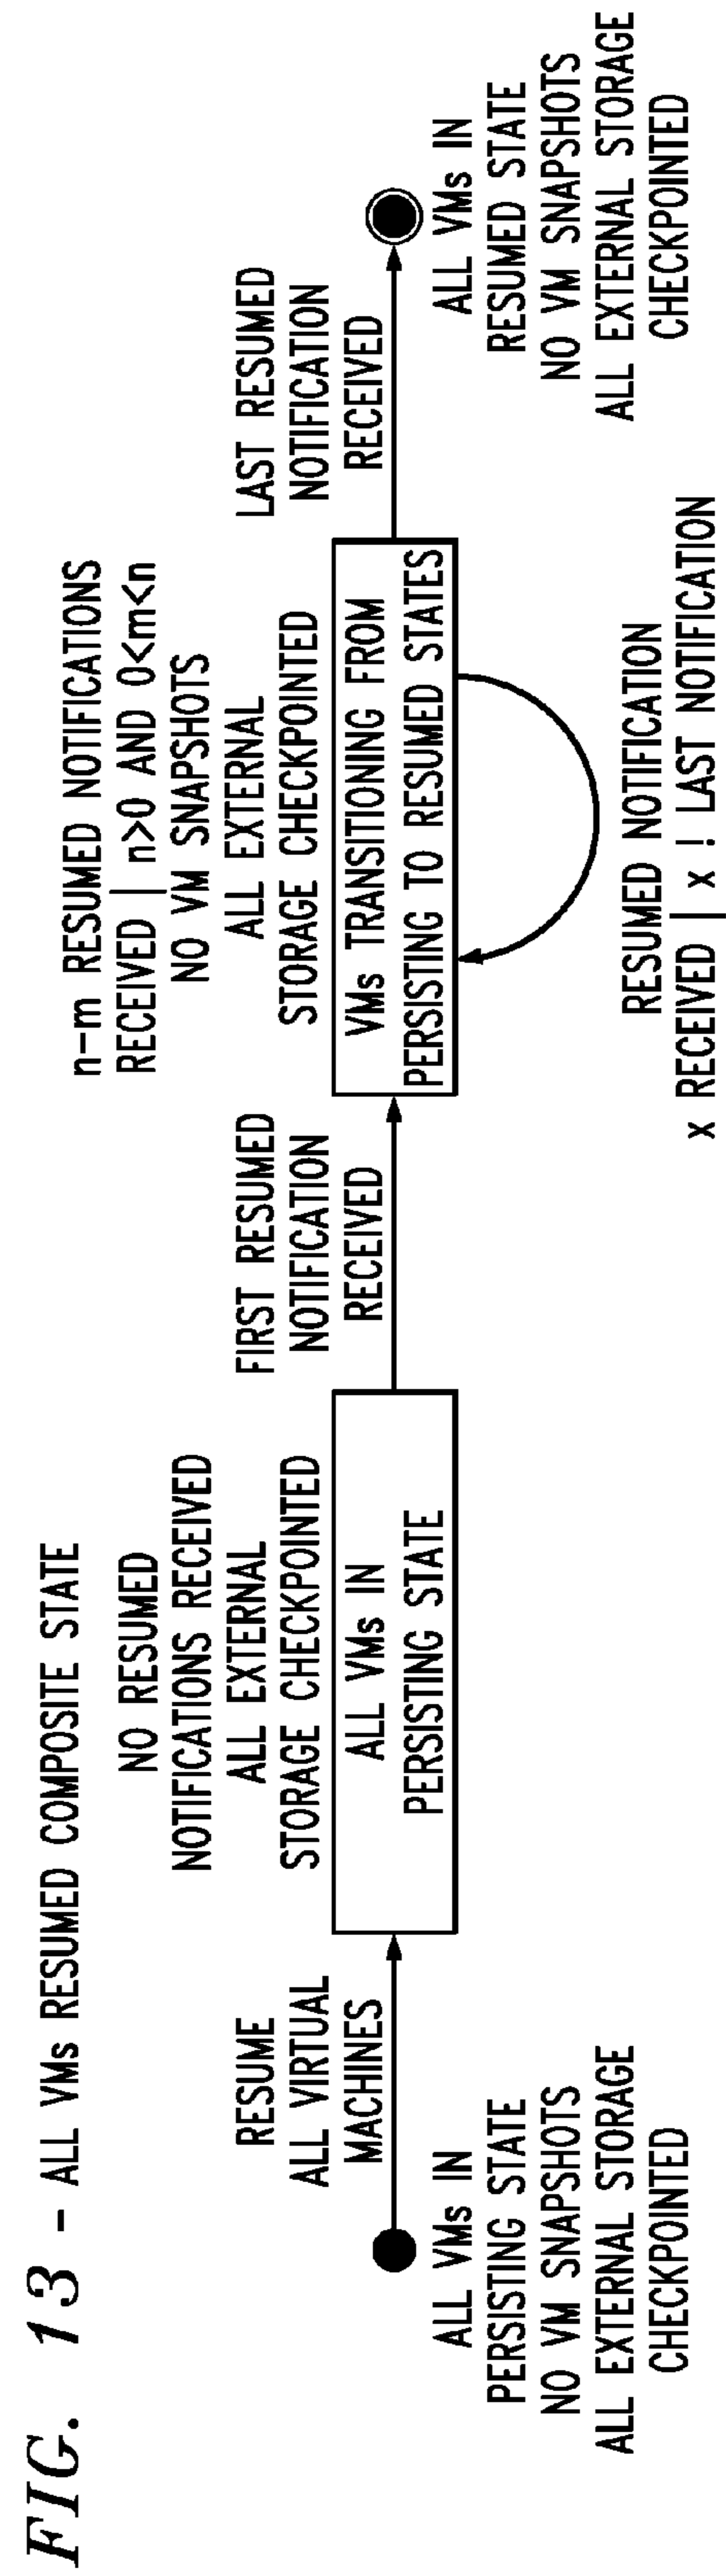 FIG. 13 - ALL VMs RESUMED COMPOSITE STATE
ALL VMs IN
PERSISTING STATE
NO VM SNAPSHOTS
ALL EXTERNAL STORAGE
CHECKPOINTED
RESUME
ALL VIRTUAL
MACHINES
NO RESUMED
NOTIFICATIONS RECEIVED
ALL EXTERNAL
STORAGE CHECKPOINTED
ALL VMs IN
PERSISTING STATE
FIRST RESUMED
NOTIFICATION
RECEIVED
n-m RESUMED NOTIFICATIONS
RECEIVED | n>0 AND 0<m<n
NO VM SNAPSHOTS
ALL EXTERNAL
STORAGE CHECKPOINTED
VMs TRANSITIONING FROM
PERSISTING TO RESUMED STATES
RESUMED NOTIFICATION
x RECEIVED | x ! LAST NOTIFICATION
LAST RESUMED
NOTIFICATION
RECEIVED
ALL VMs IN
RESUMED STATE
NO VM SNAPSHOTS
ALL EXTERNAL STORAGE
CHECKPOINTED